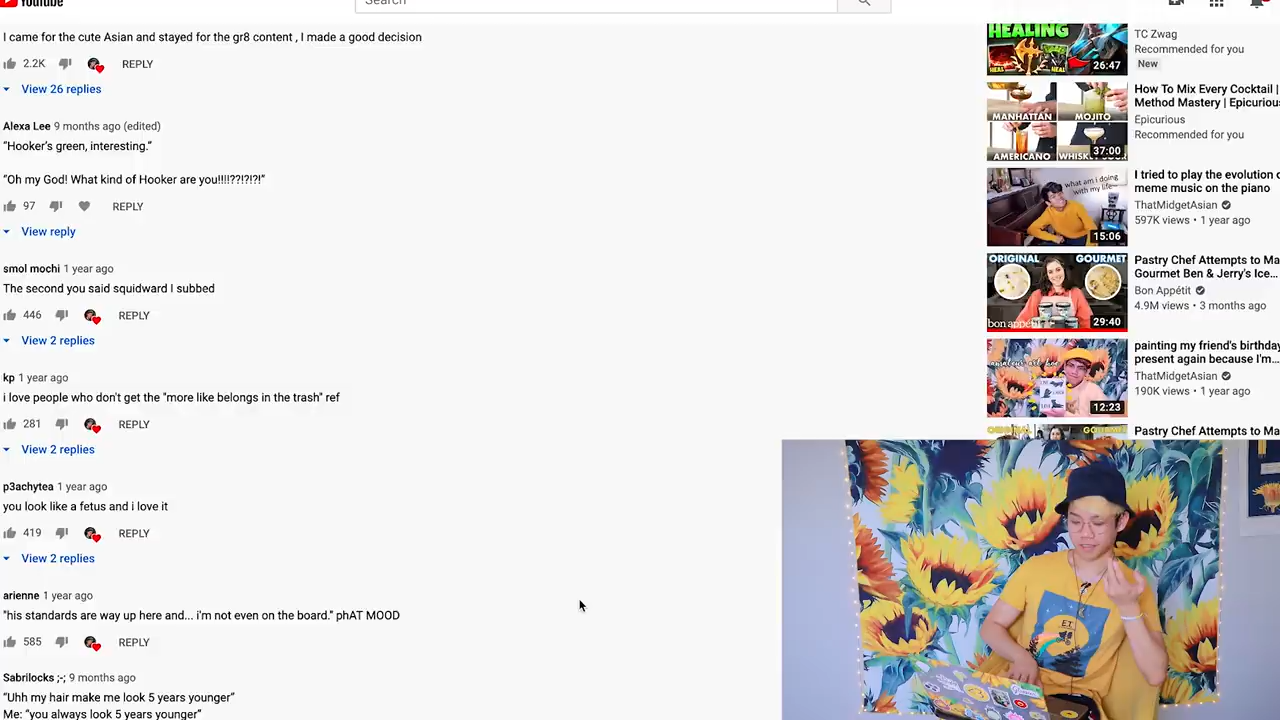 YouTube
Search
I came for the cute Asian and stayed for the gr8 content , I made a good decision
2.2K
REPLY
View 26 replies
Alexa Lee 9 months ago (edited)
“Hooker’s green, interesting.”
“Oh my God! What kind of Hooker are you!!!!??!?!?!”
97
REPLY
View reply
smol mochi 1 year ago
The second you said squidward I subbed
446
REPLY
View 2 replies
kp 1 year ago
i love people who don't get the "more like belongs in the trash" ref
281
REPLY
View 2 replies
p3achytea 1 year ago
you look like a fetus and i love it
419
REPLY
View 2 replies
arienne 1 year ago
"his standards are way up here and... i'm not even on the board." phAT MOOD
585
REPLY
Sabrilocks ;-; 9 months ago
“Uhh my hair make me look 5 years younger”
Me: “you always look 5 years younger”
HEALING
26:47
TC Zwag
Recommended for you
New
MANHATTAN
MOJITO
AMERICANO
37:00
How To Mix Every Cocktail |
Method Mastery | Epicurious
Epicurious
Recommended for you
what am i doing
with my life
15:06
I tried to play the evolution o
meme music on the piano
ThatMidgetAsian
597K views • 1 year ago
ORIGINAL
GOURMET
bon appétit
29:40
Pastry Chef Attempts to Ma
Gourmet Ben & Jerry's Ice...
Bon Appétit
4.9M views • 3 months ago
12:23
painting my friend's birthday
present again because I'm...
ThatMidgetAsian
190K views • 1 year ago
ORIGINAL
Pastry Chef Attempts to Ma
E.T.